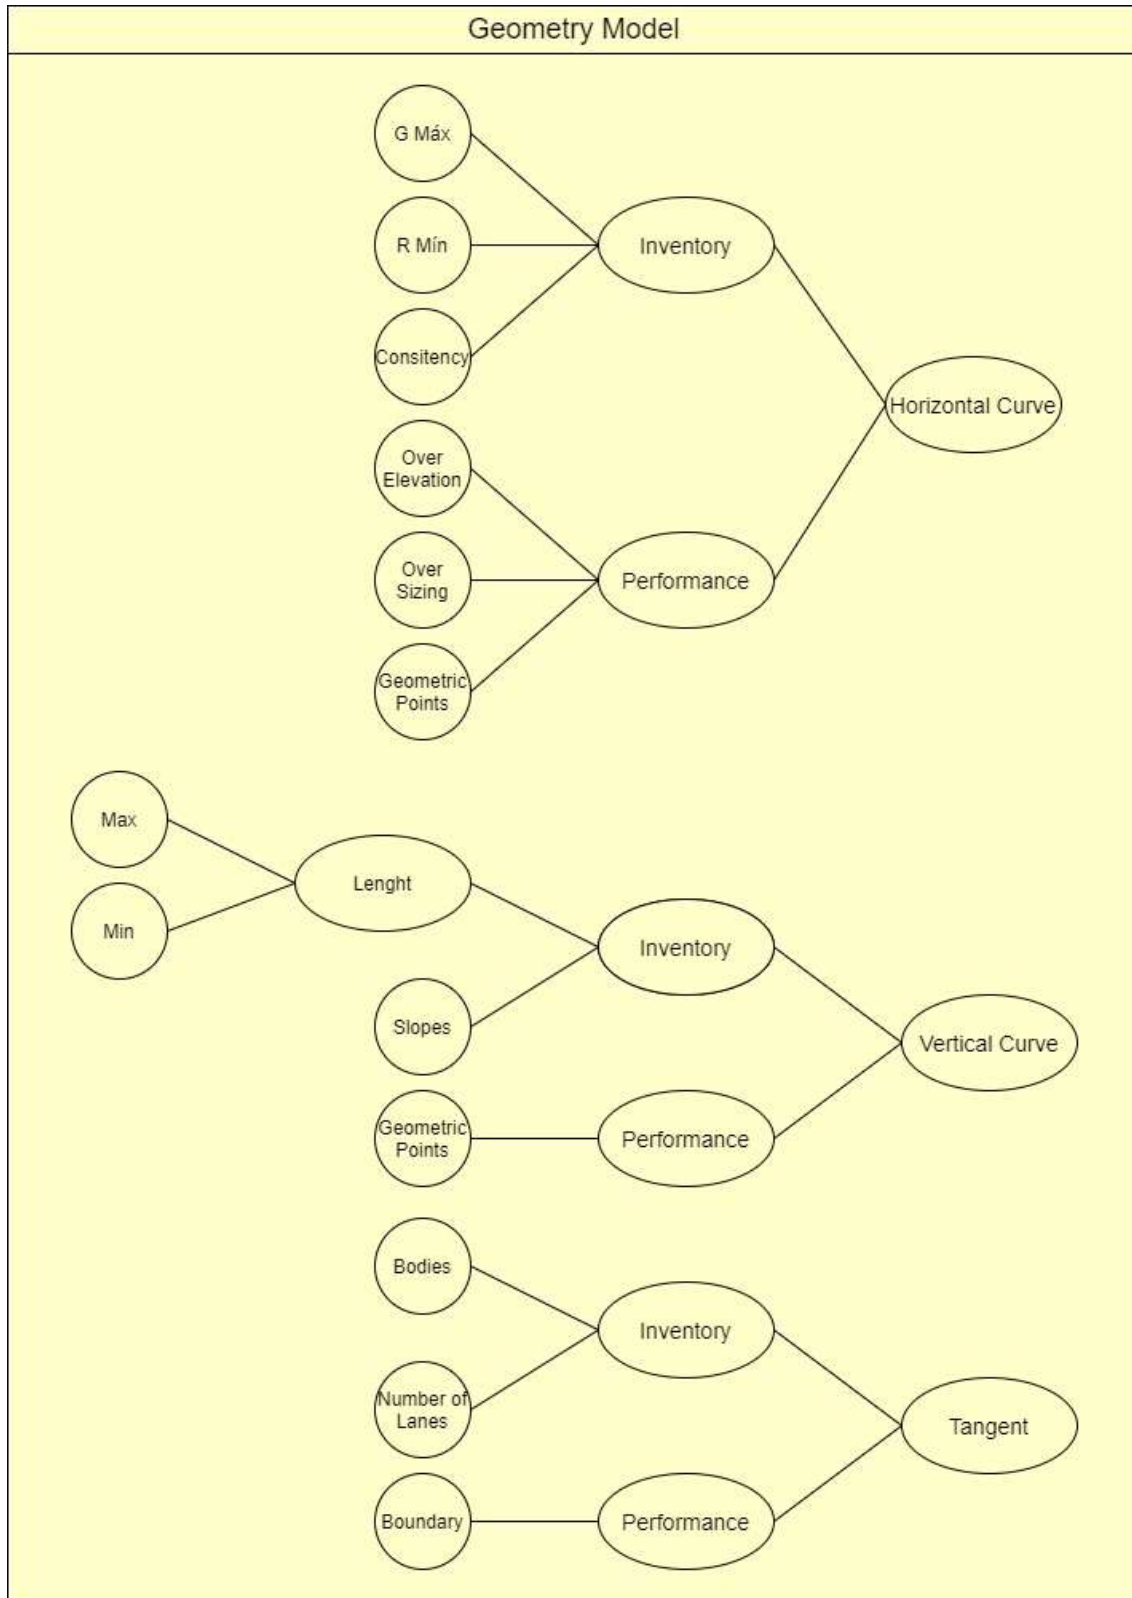 Geometry Model
G Máx
R Mín
Inventory
Consitency
Horizontal Curve
Over
Elevation
Over
Sizing
Performance
Geometric
Points
Max
Min
Lenght
Inventory
Slopes
Vertical Curve
Geometric
Points
Performance
Bodies
Inventory
Number of
Lanes
Tangent
Boundary
Performance